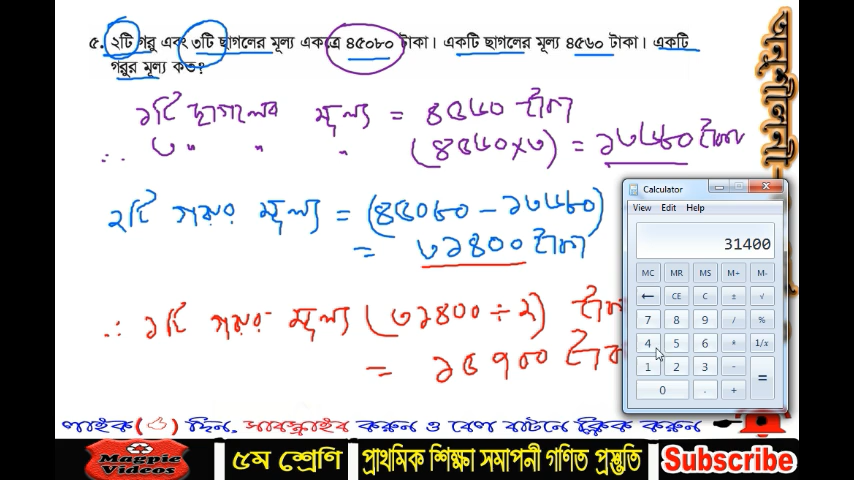 ৫. ২টি গরু এবং ৩টি ছাগলের মূল্য একত্রে ৪৫০৮০ টাকা। একটি ছাগলের মূল্য ৪৫৬০ টাকা। একটি
গরুর মূল্য কত?
১টি ছাগলের মূল্য = ৪৫৬০ টাকা
∴ ৩ " " " (৪৫৬০×৩) = ১৩৬৮০ টাকা
২টি গরুর মূল্য = (৪৫০৮০ - ১৩৬৮০)
= ৩১৪০০ টাকা
∴ ১টি গরুর মূল্য (৩১৪০০ ÷ ২)
= ১৫৭০০
অনুশীলনী-
Calculator
View Edit Help
31400
MC MR MS M+ M-
← CE C ± √
7 8 9 / %
4 5 6 * 1/x
1 2 3 - =
0 . +
লাইক( ) দিন, সাবস্ক্রাইব করুন ও বেল বাটনে ক্লিক করুন
Magpie
Videos
৫ম শ্রেণি
প্রাথমিক শিক্ষা সমাপনী গণিত প্রস্তুতি
Subscribe